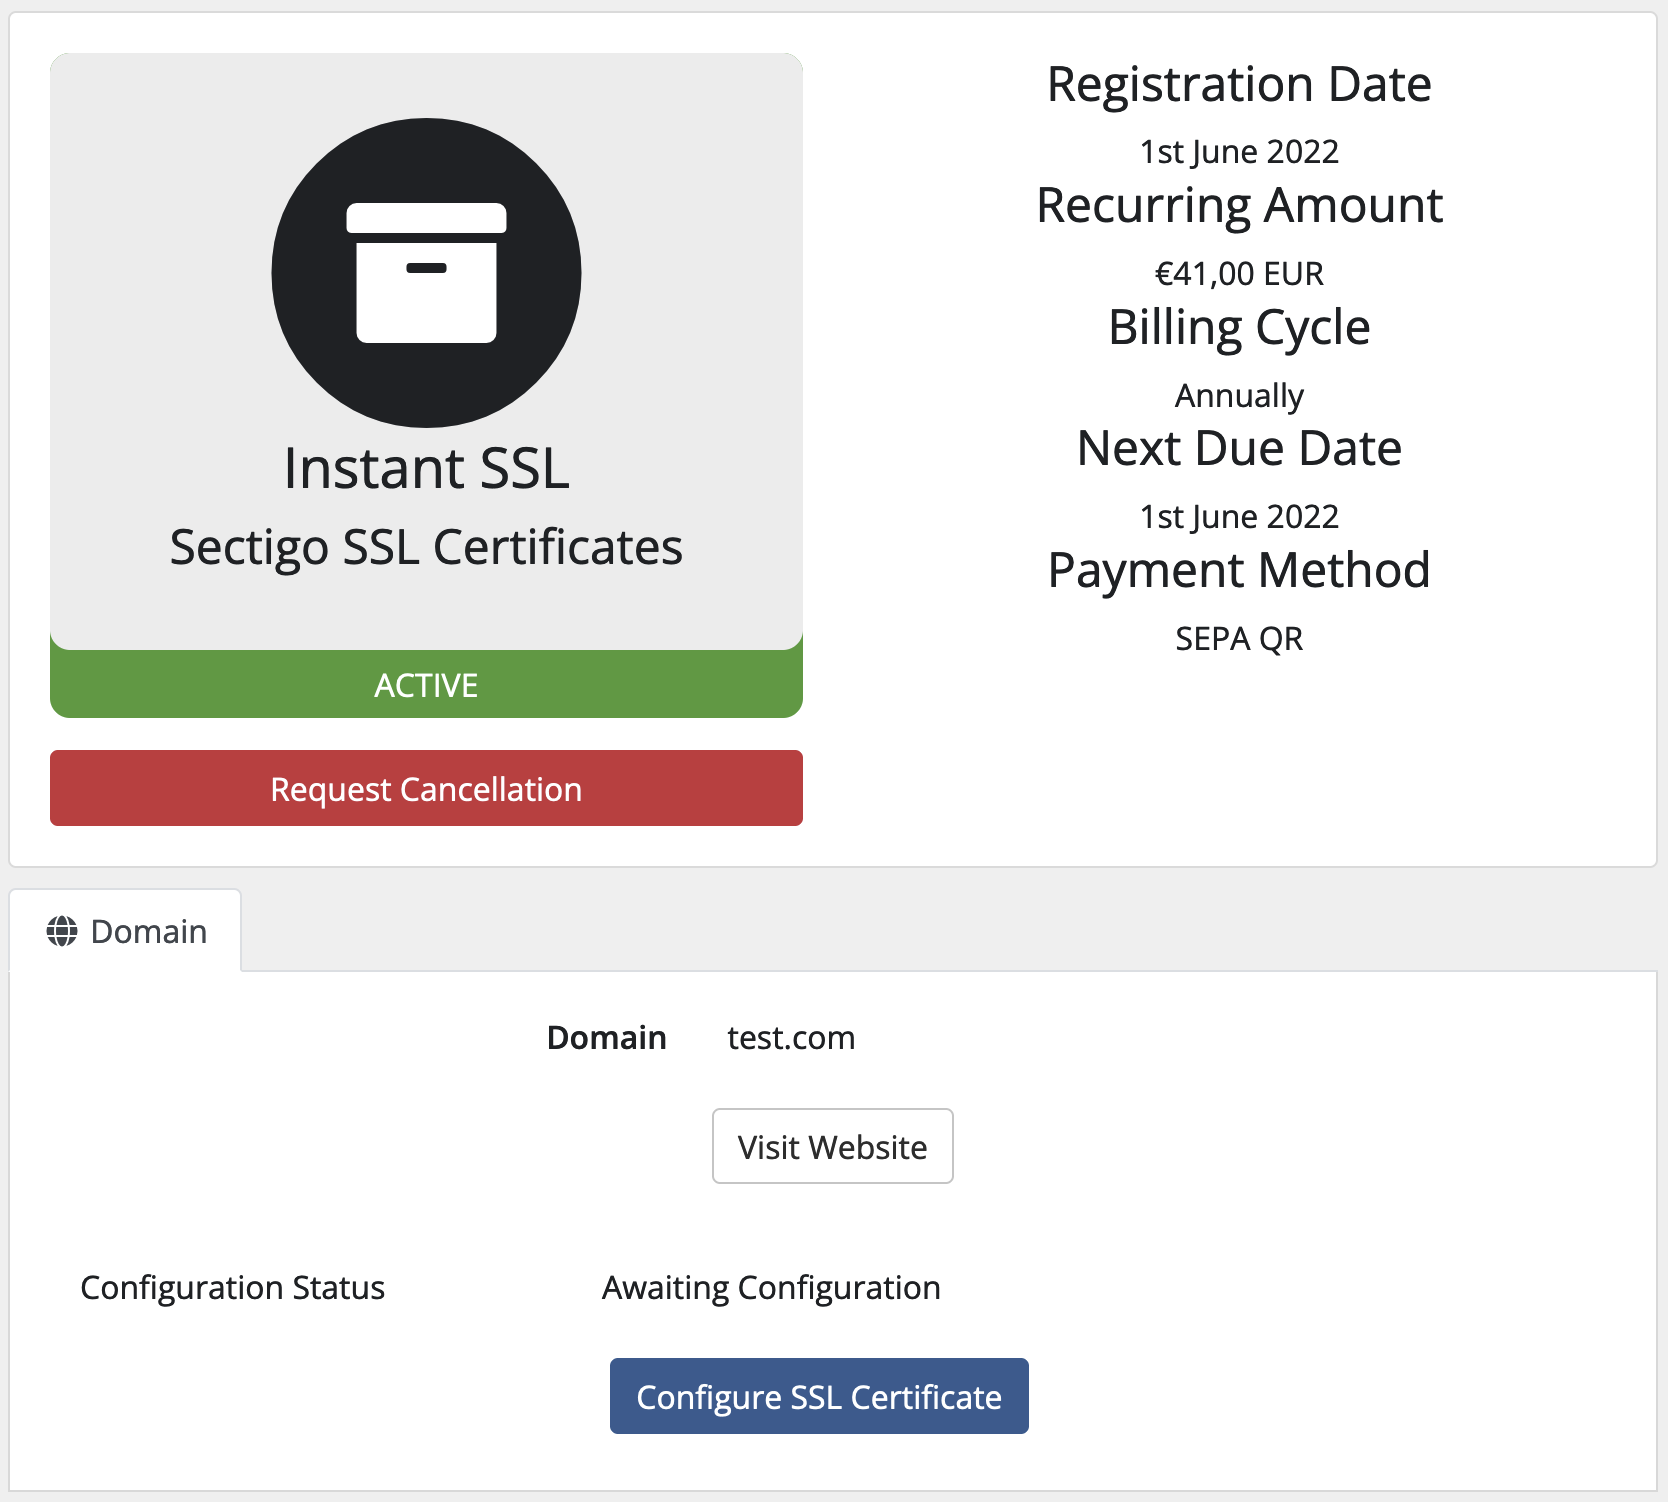 Instant SSL
Sectigo SSL Certificates
ACTIVE
Request Cancellation
Registration Date
1st June 2022
Recurring Amount
€41,00 EUR
Billing Cycle
Annually
Next Due Date
1st June 2022
Payment Method
SEPA QR
Domain
Domain test.com
Visit Website
Configuration Status Awaiting Configuration
Configure SSL Certificate